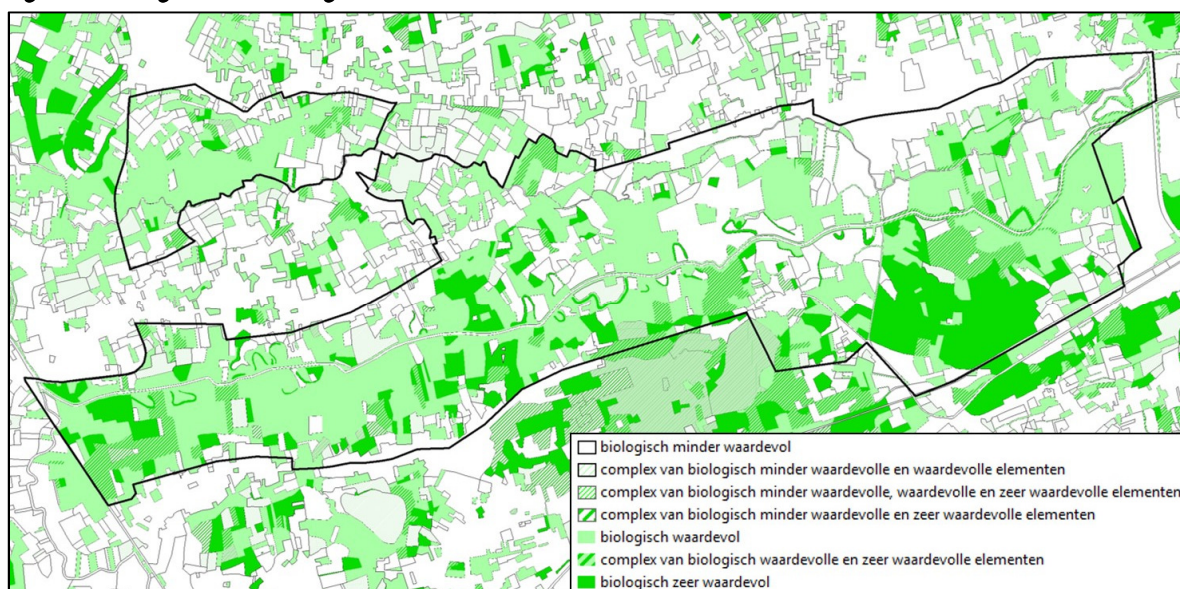 biologisch minder waardevol
complex van biologisch minder waardevolle en waardevolle elementen
complex van biologisch minder waardevolle, waardevolle en zeer waardevolle elementen
complex van biologisch minder waardevolle en zeer waardevolle elementen
biologisch waardevol
complex van biologisch waardevolle en zeer waardevolle elementen
biologisch zeer waardevol